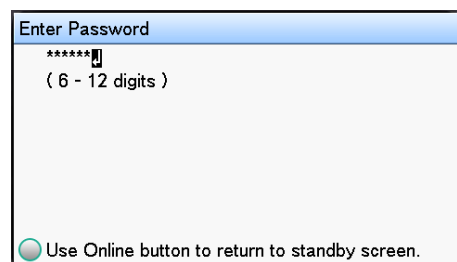 Enter Password
******↲
( 6 - 12 digits )
Use Online button to return to standby screen.